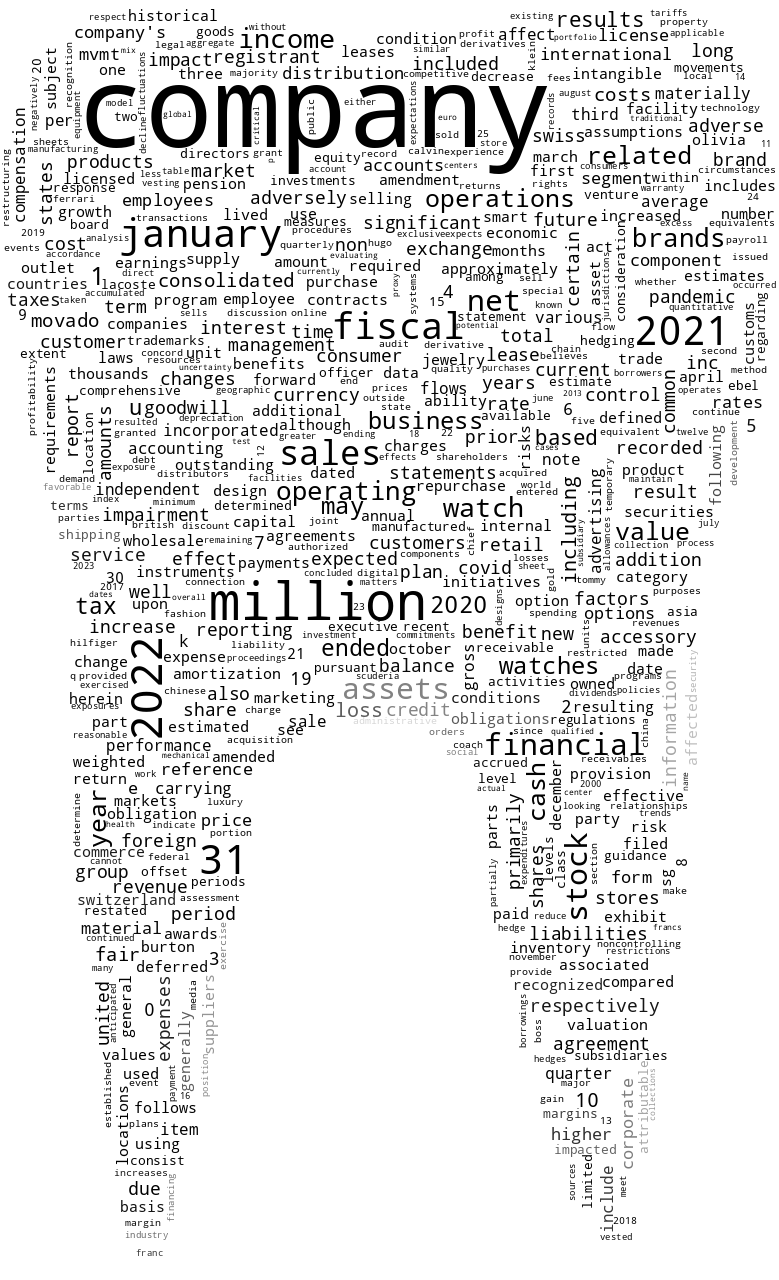 respect historical existing tariffs
company's goods without results property
legal aggregate income condition profit affect portfolio license applicable
mvmt mix registrant leases similar derivatives international long
20 one impact majority included klein intangible movements
negatively subject recognition fluctuations three distribution competitive decrease fees local 14
company
model either expectations records august costs materially
compensation per equipment two decline global critical public euro third facility technology
sheets sold 25 store swiss assumptions traditional adverse
manufacturing directors grant equity record calvin experience olivia 11
restructuring products less table market account accounts centers march related brand
licensed vesting pension investments amendment returns first consumers segment within circumstances
states response employees adversely selling operations rights venture warranty includes 24
ferrari growth transactions lived use significant smart future increased average number
board measures exclusive expects economic excess equivalents
2019 january procedures brands payroll
events cost analysis quarterly non hugo exchange months certain act consideration component issued
accordance earnings supply amount evaluating approximately asset whether estimates occurred
outlet 1 direct consolidated currently required among sell jurisdictions pandemic customs regarding
countries lacoste purchase proxy systems 4 special
taxes taken accumulated term program employee contracts 15 net known various quantitative
9 movado sells discussion online fiscal statement flow 2021
companies interest time potential total hedging second
customer trademarks management audit derivative chain trade inc method
extent laws concord unit consumer jewelry lease believes borrowers april ebel
profitability thousands resources benefits officer data quality purchases current common operates rates
comprehensive uncertainty changes geographic forward end prices flows years estimate control continue 5
requirements report amounts u goodwill depreciation currency outside state ability rate june 2013 6 defined
location resulted granted incorporated additional although business available five equivalent twelve
accounting test 12 greater ending 18 22 prior risks based recorded following development
debt outstanding sales effects charges shareholders cases note
demand exposure distributors facilities dated statements acquired product
favorable independent design operating repurchase world including advertising temporary maintain result
terms index minimum determined may annual entered watch securities
parties impairment british discount capital joint manufactured internal subsidiary allowances july
shipping wholesale remaining 7 agreements customers chief retail value collection process
service authorized components losses addition
2023 effect payments expected plan covid sheet gold tommy category
30 instruments concluded digital initiatives factors purposes
2017 well connection matters designs option options asia
dates tax upon overall million 23 2020 spending revenues
fashion
increase reporting executive recent benefit new units accessory
hilfiger k liability investment ended commitments october gross receivable restricted made
change 2022 expense proceedings 21 pursuant balance watches date
q provided amortization 19 scuderia activities owned programs security
exercised herein chinese also marketing assets conditions dividends policies information affected
exposures share charge loss credit obligations 2 resulting
part estimated sale administrative regulations
reasonable acquisition see orders since qualified china
performance mechanical amended coach social financial
weighted reference accrued receivables
return work carrying level cash december provision name
e actual 2000
determine year markets luxury parts primarily center effective
obligation looking relationships
health indicate price expenditures party trends
foreign portion levels risk
commerce federal 31 shares class stock filed
cannot guidance
group offset partially section sg 8
revenue periods form make
switzerland assessment stores
restated period paid reduce exhibit
material awards hedge liabilities francs
continued burton exercise inventory noncontrolling
fair 3 november restrictions
many deferred provide associated
united anticipated general expenses media suppliers recognized compared
0 borrowings boss respectively
generally valuation
agreement
values hedges subsidiaries
established used position quarter
event payment major
16 gain 10 corporate attributable collections
follows margins 13
locations plans item higher
using impacted
consist sources limited meet
increases
due financing include
basis
margin 2018
industry vested
franc